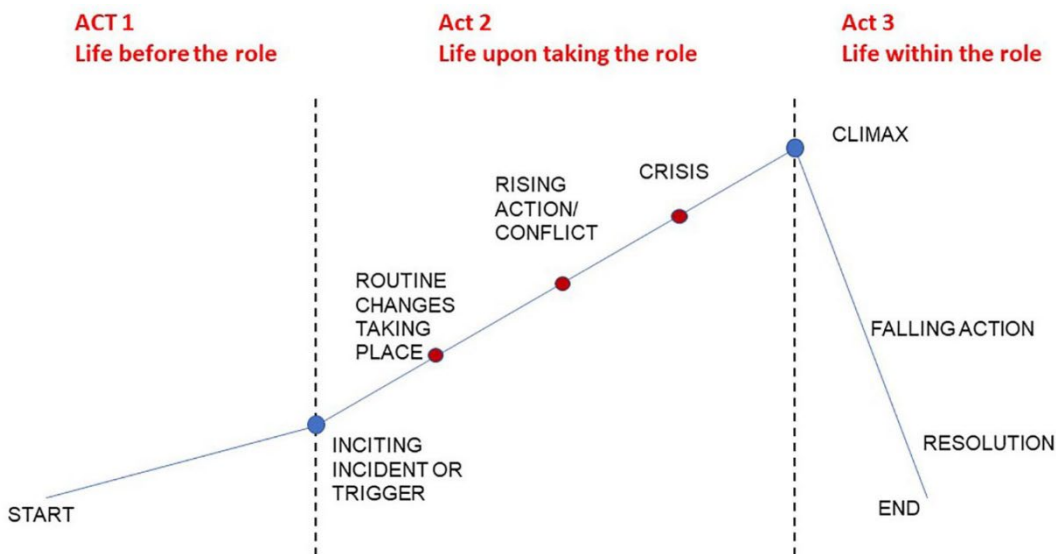 ACT 1
Life before the role
Act 2
Life upon taking the role
Act 3
Life within the role
CLIMAX
CRISIS
RISING
ACTION/
CONFLICT
ROUTINE
CHANGES
TAKING
PLACE
FALLING ACTION
INCITING
INCIDENT OR
TRIGGER
RESOLUTION
START
END